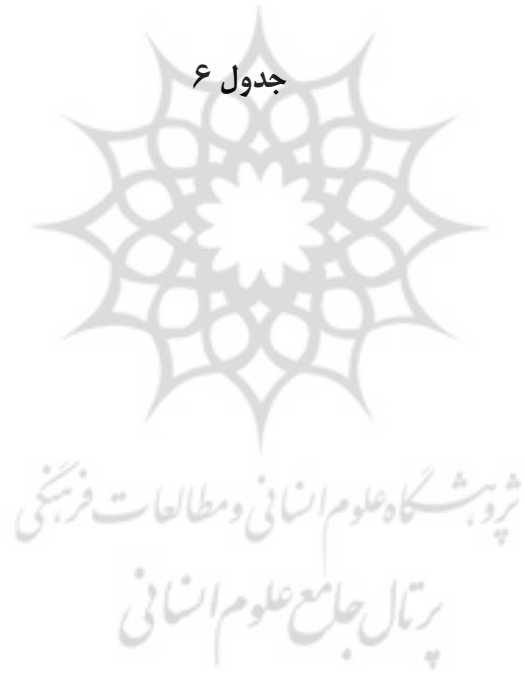 جدول ۶
پژوهشگاه علوم انسانی و مطالعات فرهنگی
پرتال جامع علوم انسانی